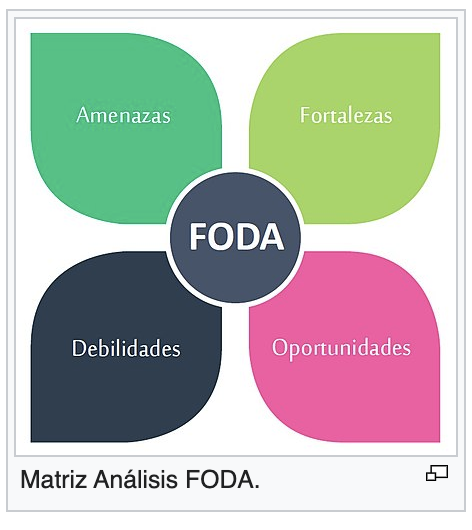 Amenazas
Fortalezas
FODA
Debilidades
Oportunidades
Matriz Análisis FODA.